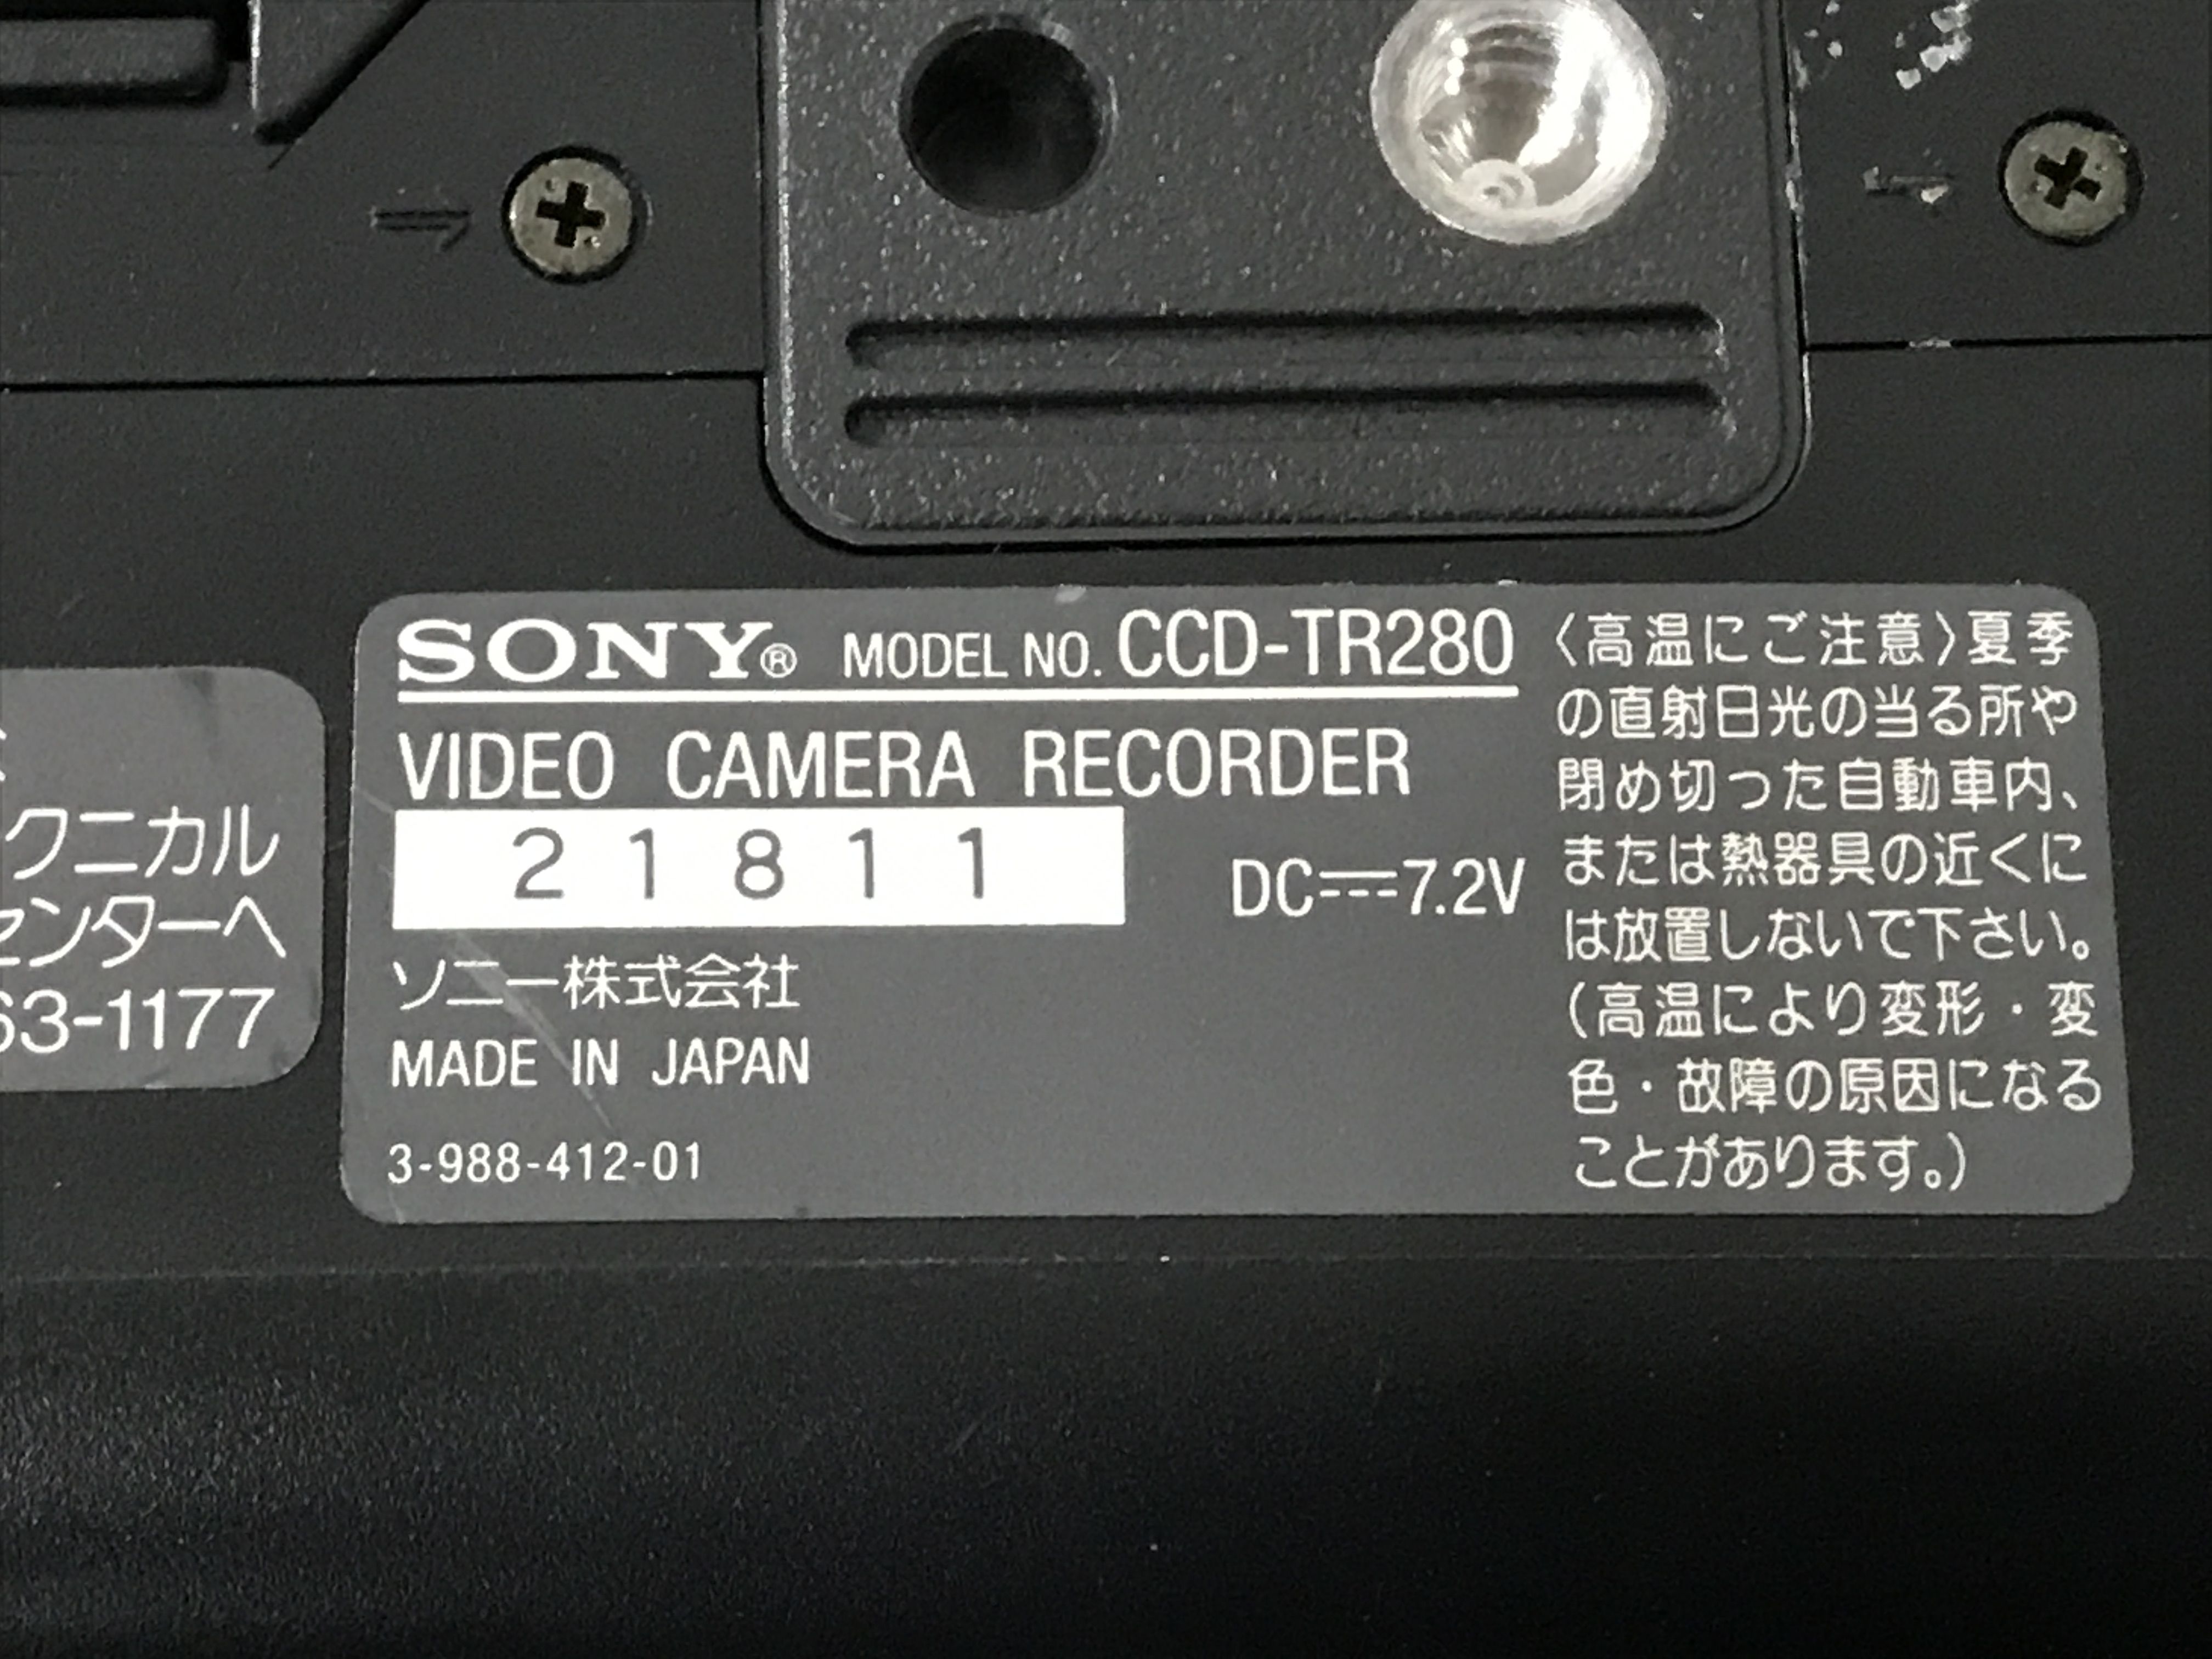 クニカル
センターへ
63-1177
SONY® MODEL NO. CCD-TR280
VIDEO CAMERA RECORDER
21811
DC⎓7.2V
ソニー株式会社
MADE IN JAPAN
3-988-412-01
〈高温にご注意〉夏季
の直射日光の当る所や
閉め切った自動車内、
または熱器具の近くに
は放置しないで下さい。
(高温により変形・変
色・故障の原因になる
ことがあります。)